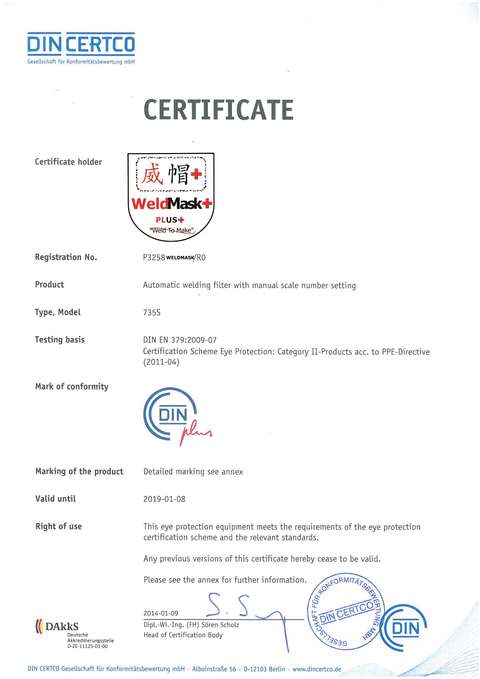 DIN CERTCO
Gesellschaft für Konformitätsbewertung mbH
CERTIFICATE
Certificate holder
威 帽+
WeldMask+
PLUS+
"Weld To Make"
Registration No. P3258WELDMASK/R0
Product Automatic welding filter with manual scale number setting
Type, Model 735S
Testing basis DIN EN 379:2009-07
Certification Scheme Eye Protection: Category II-Products acc. to PPE-Directive
(2011-04)
Mark of conformity
DIN
plus
Marking of the product Detailed marking see annex
Valid until 2019-01-08
Right of use This eye protection equipment meets the requirements of the eye protection
certification scheme and the relevant standards.
Any previous versions of this certificate hereby cease to be valid.
Please see the annex for further information.
2014-01-09
Dipl.-Wi.-Ing. (FH) Sören Scholz
Head of Certification Body
DAkkS
Deutsche
Akkreditierungsstelle
D-ZE-11125-01-00
GESELLSCHAFT FÜR KONFORMITÄTSBEWERTUNG MBH
DIN CERTCO
DIN
DIN CERTCO Gesellschaft für Konformitätsbewertung mbH · Alboinstraße 56 · D-12103 Berlin · www.dincertco.de